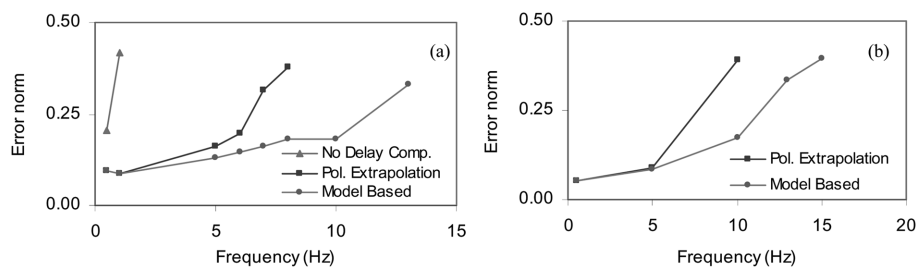 0.50
0.25
0.00
Error norm
(a)
No Delay Comp.
Pol. Extrapolation
Model Based
0 5 10 15
Frequency (Hz)
0.50
0.25
0.00
Error norm
(b)
Pol. Extrapolation
Model Based
0 5 10 15 20
Frequency (Hz)